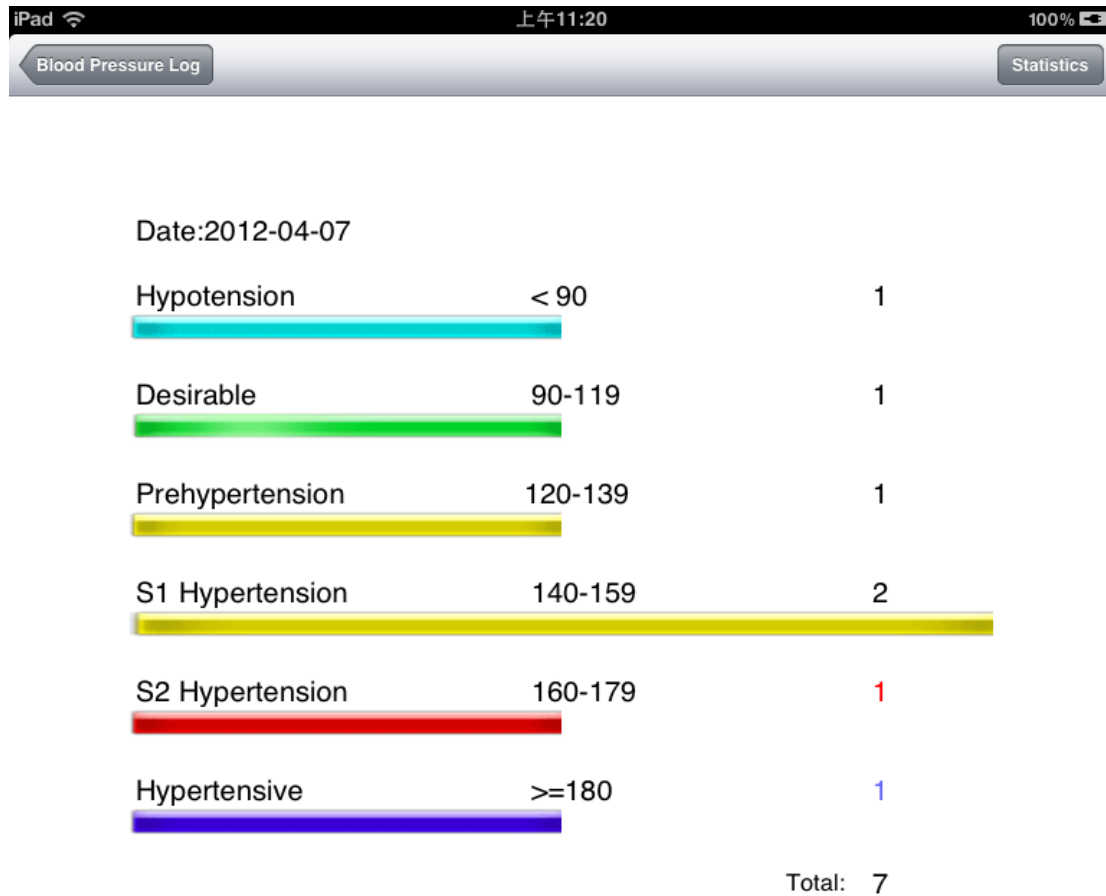 iPad 上午11:20 100%
Blood Pressure Log Statistics
Date:2012-04-07
Hypotension < 90 1
Desirable 90-119 1
Prehypertension 120-139 1
S1 Hypertension 140-159 2
S2 Hypertension 160-179 1
Hypertensive >=180 1
Total: 7